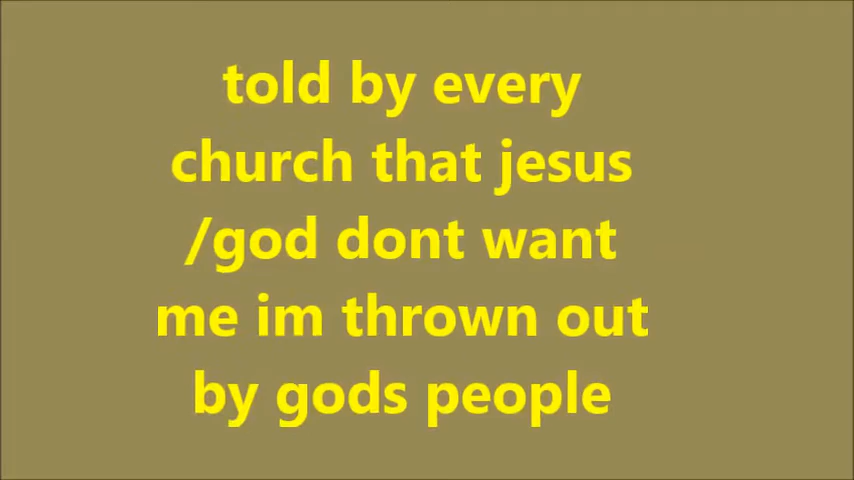 told by every
church that jesus
/god dont want
me im thrown out
by gods people